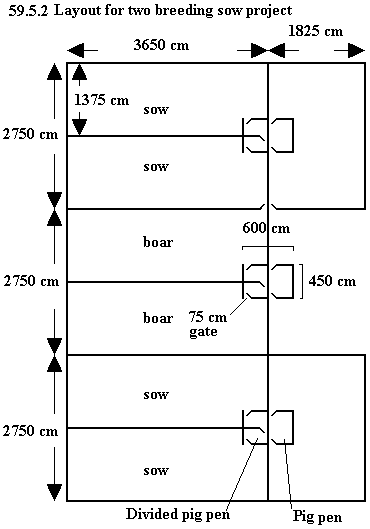 59.5.2 Layout for two breeding sow project
3650 cm
1825 cm
1375 cm
sow
2750 cm
sow
boar
600 cm
2750 cm
450 cm
boar
75 cm
gate
sow
2750 cm
sow
Divided pig pen
Pig pen